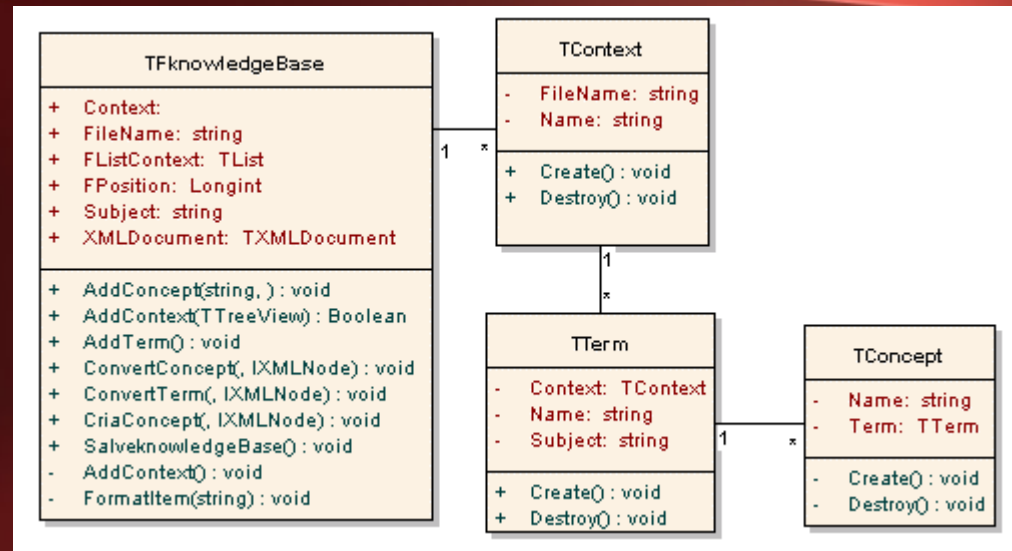 TFknowledgeBase
+ Context:
+ FileName: string
+ FListContext: TList
+ FPosition: Longint
+ Subject: string
+ XMLDocument: TXMLDocument
+ AddConcept(string, ) : void
+ AddContext(TTreeView) : Boolean
+ AddTerm() : void
+ ConvertConcept(, IXMLNode) : void
+ ConvertTerm(, IXMLNode) : void
+ CriaConcept(, IXMLNode) : void
+ SalveknowledgeBase() : void
- AddContext() : void
- FormatItem(string) : void
1 *
TContext
- FileName: string
- Name: string
+ Create() : void
+ Destroy() : void
1
*
TTerm
- Context: TContext
- Name: string
- Subject: string
+ Create() : void
+ Destroy() : void
1 *
TConcept
- Name: string
- Term: TTerm
- Create() : void
- Destroy() : void